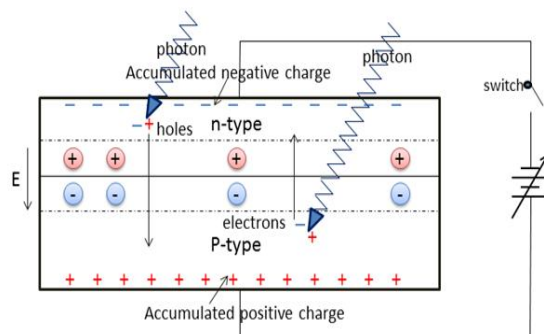 photon
photon
Accumulated negative charge
switch
n-type
- + holes
+ + + +
E
- - - -
electrons
- +
P-type
+ + + + + + + + + + +
Accumulated positive charge